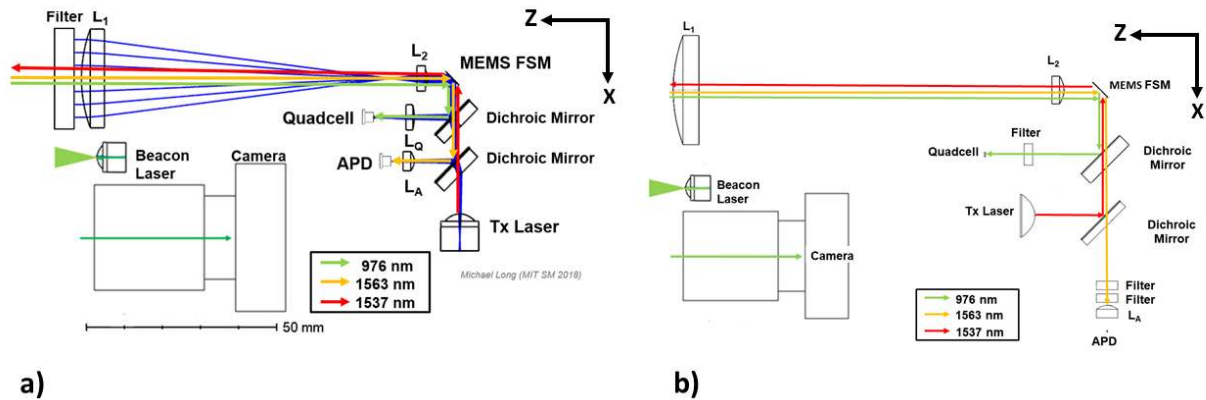 Filter L1
Z
L2
MEMS FSM
X
Quadcell
Dichroic Mirror
LQ
Beacon
Laser
Camera
APD
Dichroic Mirror
LA
Tx Laser
976 nm
1563 nm
1537 nm
Michael Long (MIT SM 2018)
50 mm
a)
L1
Z
L2
MEMS FSM
X
Filter
Quadcell
Dichroic
Mirror
Beacon
Laser
Tx Laser
Dichroic
Mirror
Camera
Filter
Filter
LA
APD
976 nm
1563 nm
1537 nm
b)